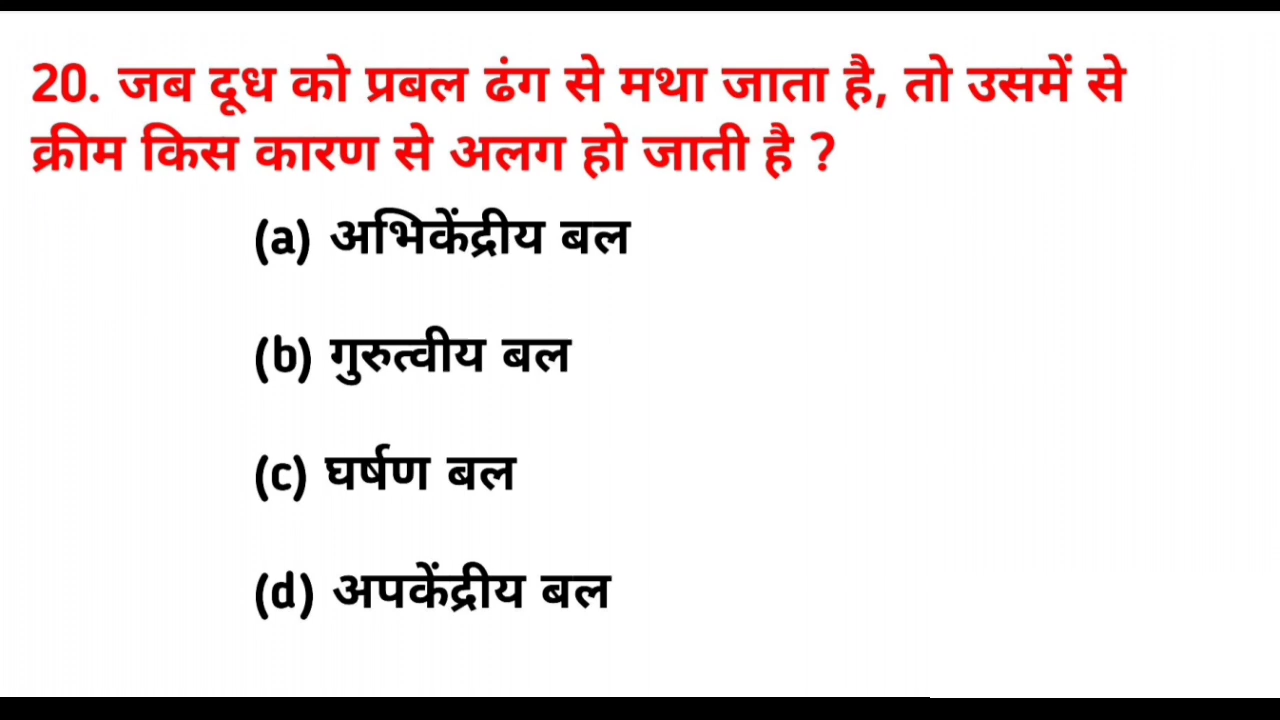 20. जब दूध को प्रबल ढंग से मथा जाता है, तो उसमें से
क्रीम किस कारण से अलग हो जाती है ?
(a) अभिकेंद्रीय बल
(b) गुरुत्वीय बल
(c) घर्षण बल
(d) अपकेंद्रीय बल